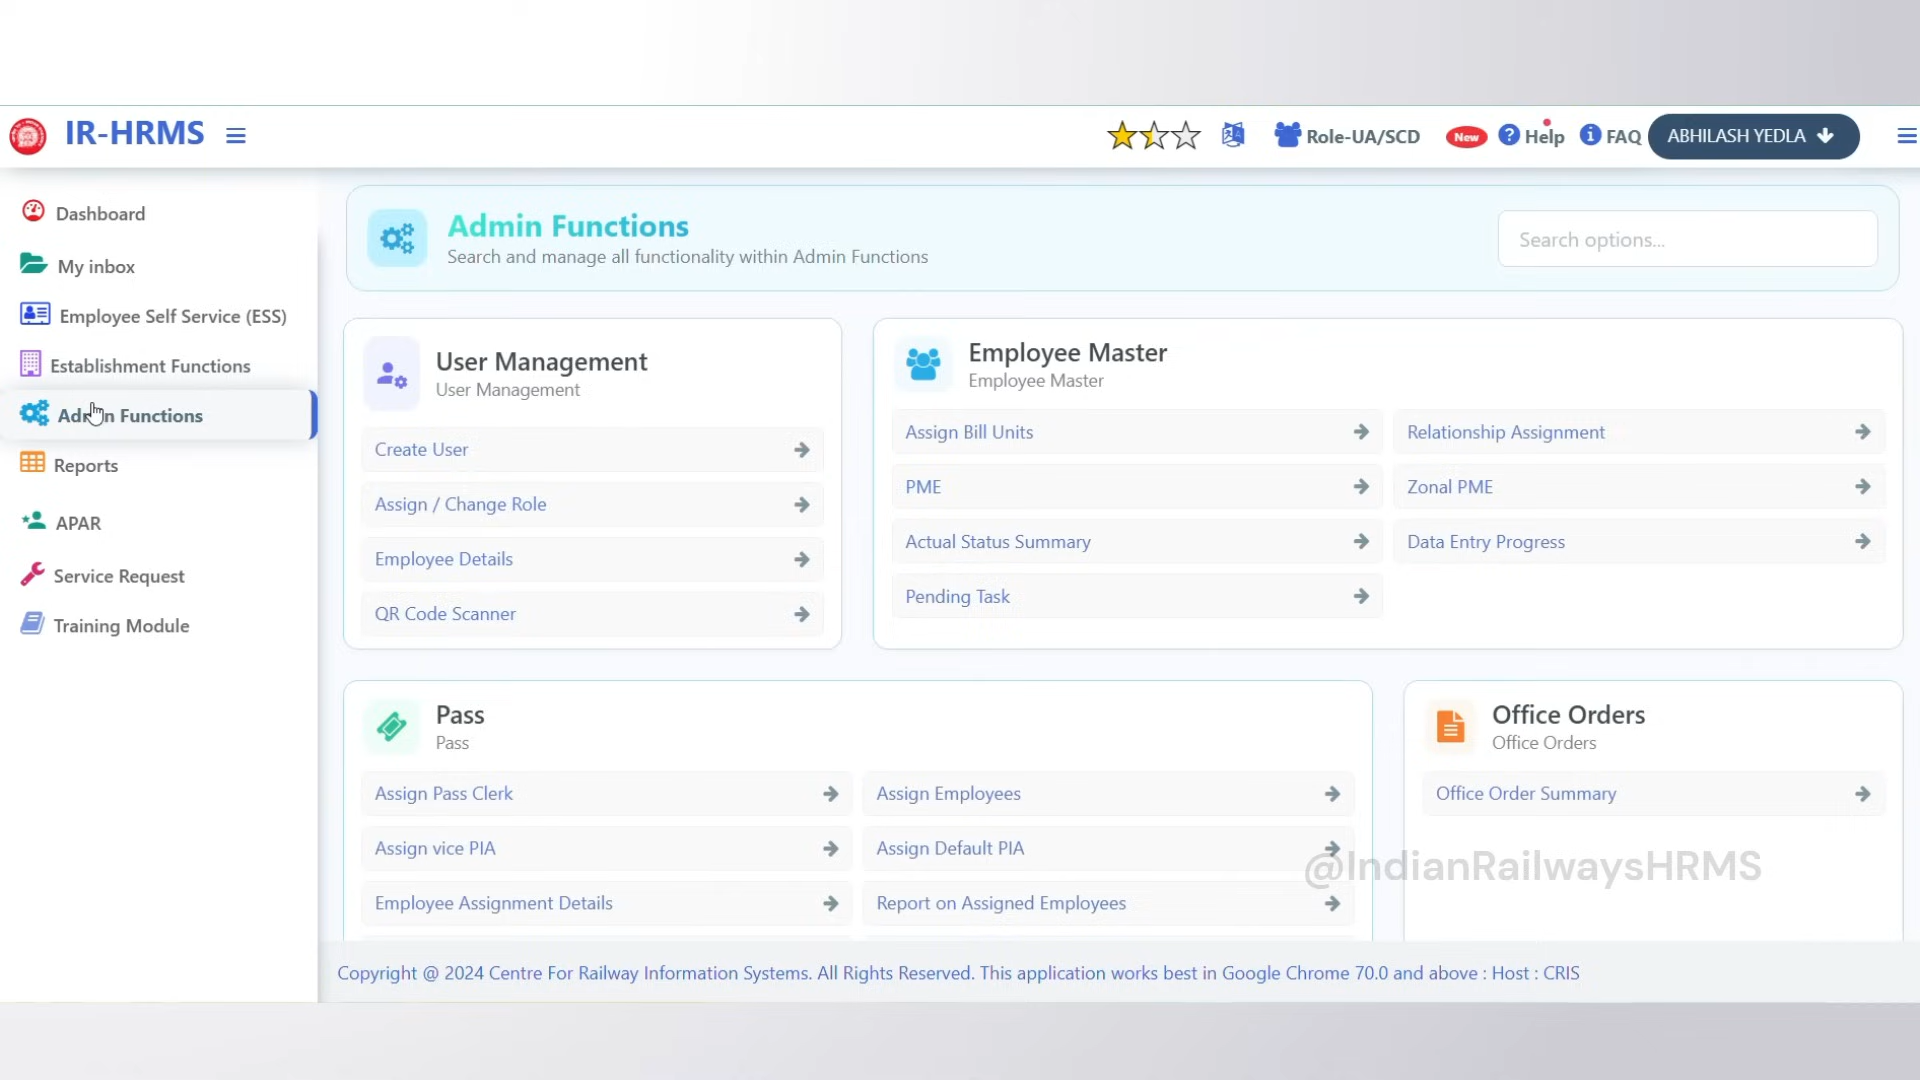 IR-HRMS
Role-UA/SCD
New
Help
FAQ
ABHILASH YEDLA
Dashboard
My inbox
Employee Self Service (ESS)
Establishment Functions
Admin Functions
Reports
APAR
Service Request
Training Module
Admin Functions
Search and manage all functionality within Admin Functions
Search options...
User Management
User Management
Create User
Assign / Change Role
Employee Details
QR Code Scanner
Employee Master
Employee Master
Assign Bill Units
Relationship Assignment
PME
Zonal PME
Actual Status Summary
Data Entry Progress
Pending Task
Pass
Pass
Assign Pass Clerk
Assign Employees
Assign vice PIA
Assign Default PIA
Employee Assignment Details
Report on Assigned Employees
Office Orders
Office Orders
Office Order Summary
@IndianRailwaysHRMS
Copyright @ 2024 Centre For Railway Information Systems. All Rights Reserved. This application works best in Google Chrome 70.0 and above : Host : CRIS